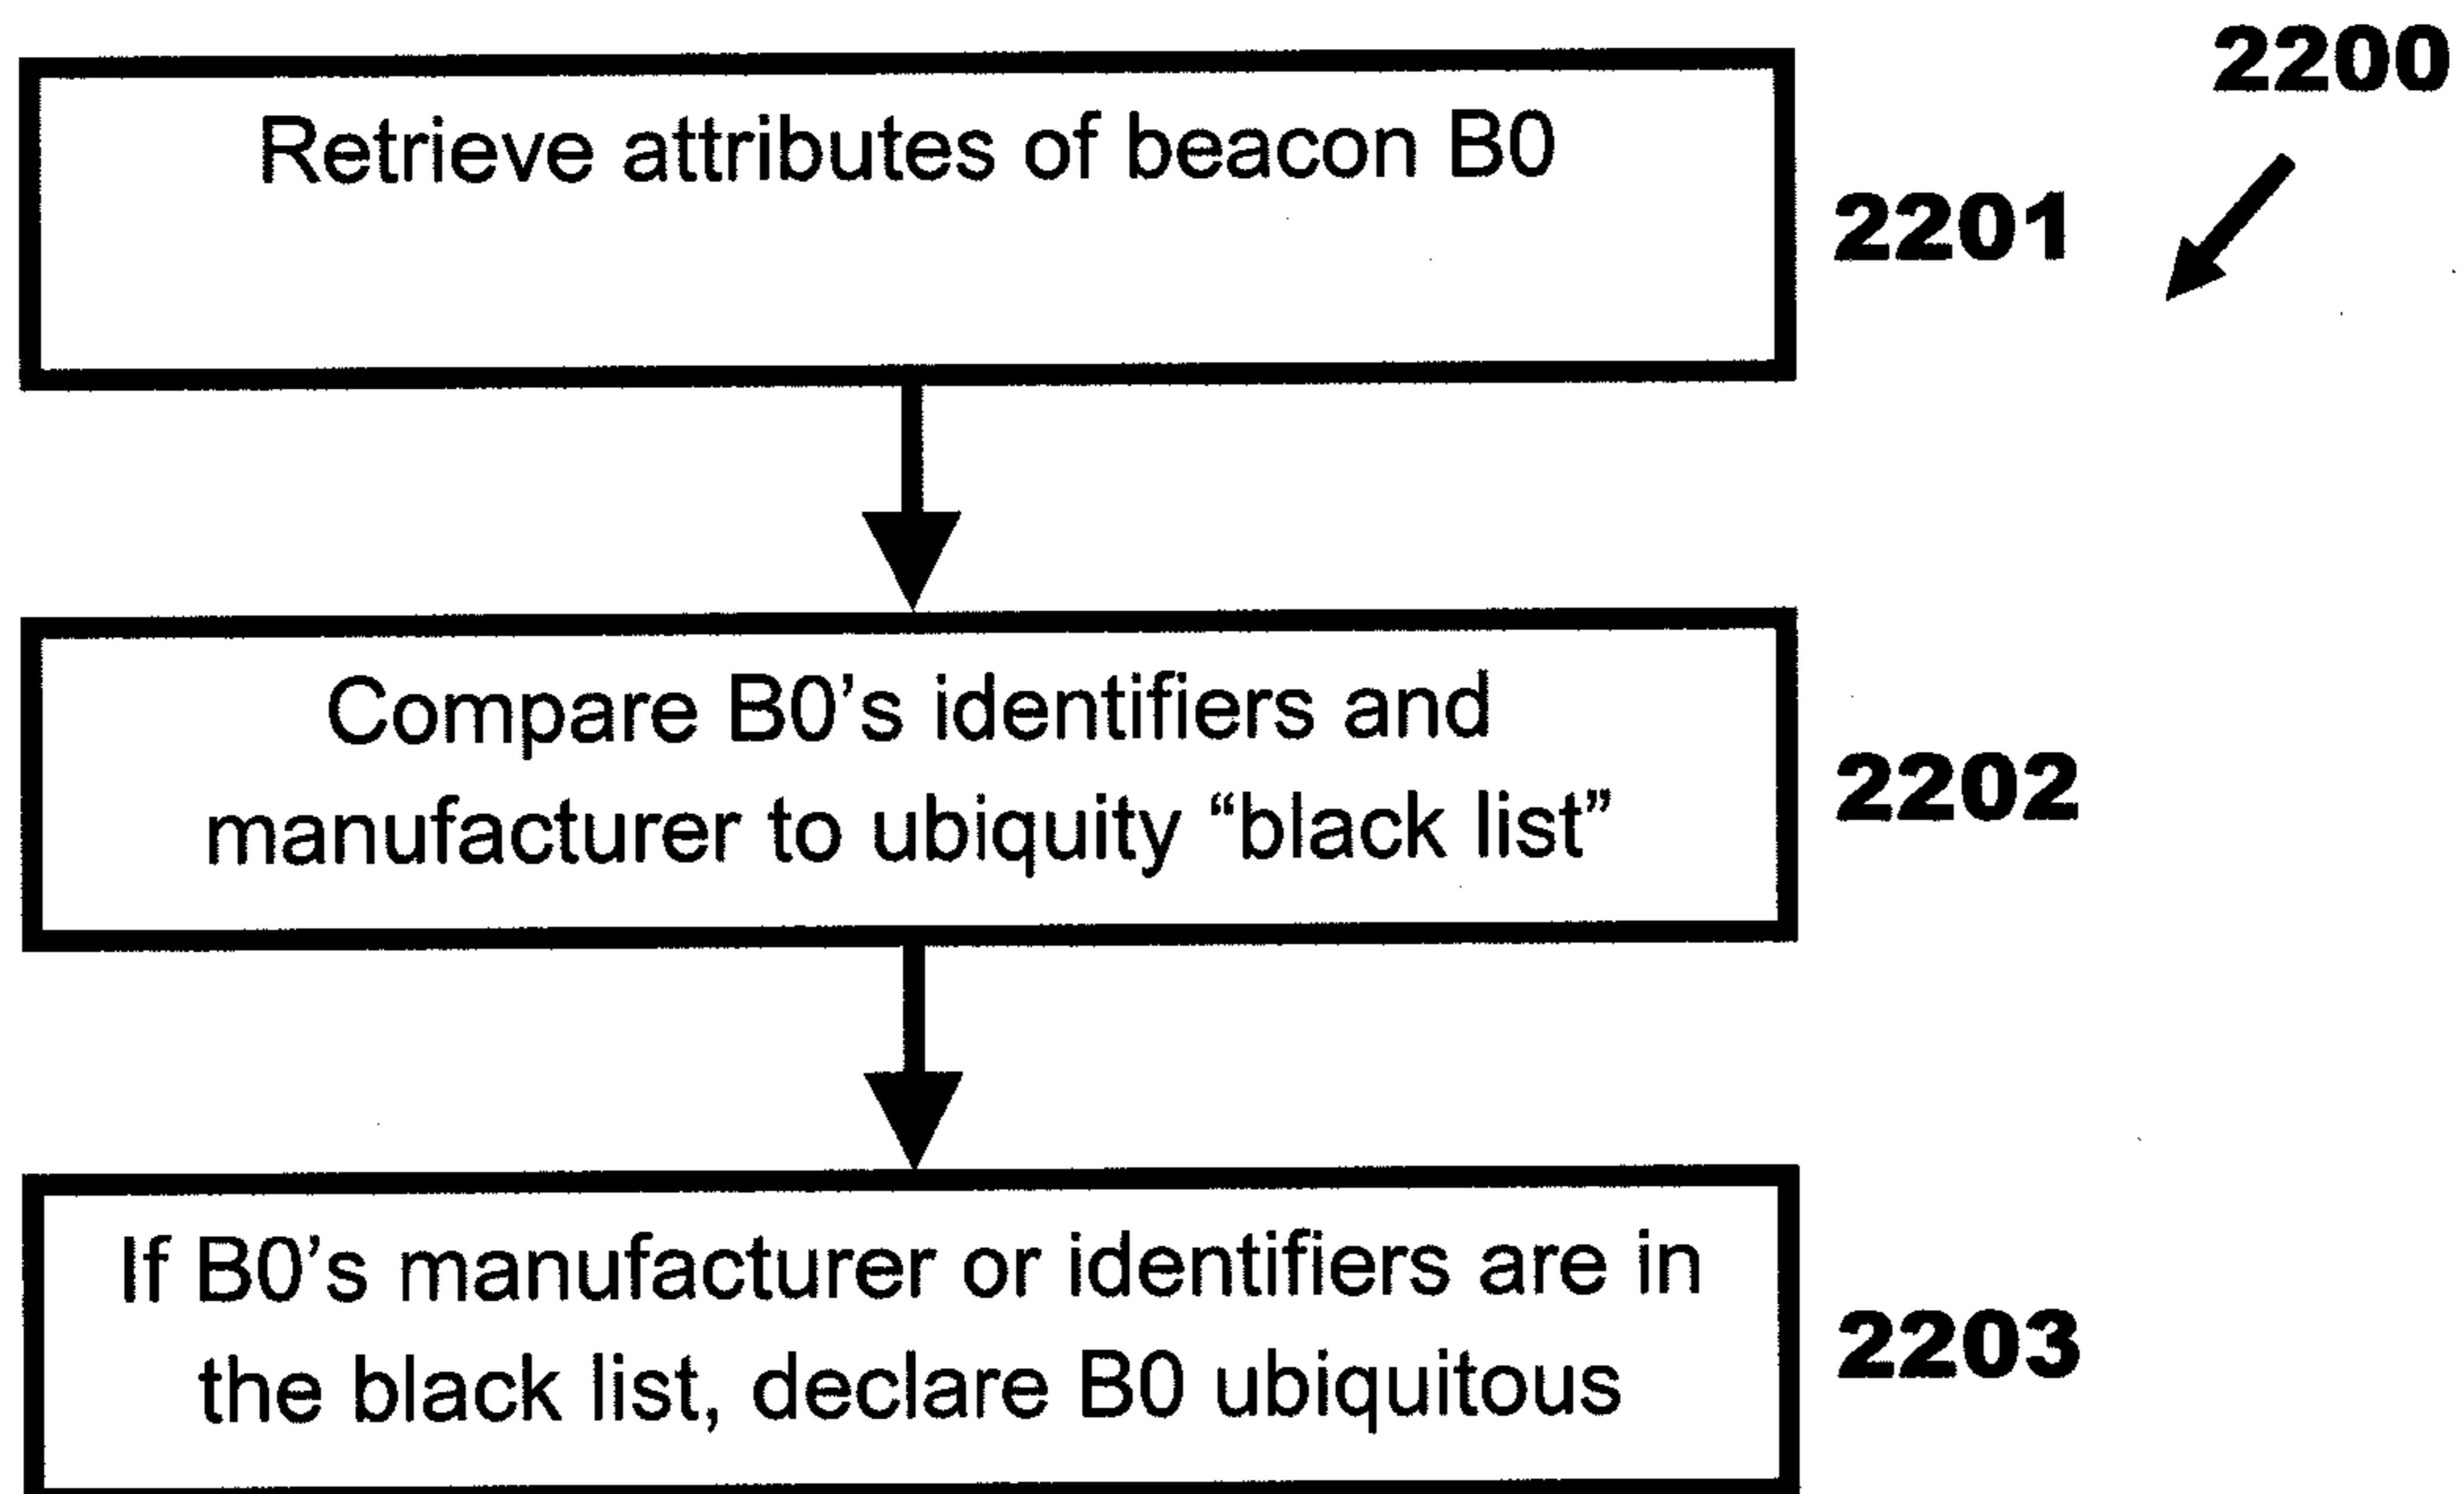 2200
Retrieve attributes of beacon B0
2201
Compare B0’s identifiers and
manufacturer to ubiquity “black list”
2202
If B0’s manufacturer or identifiers are in
the black list, declare B0 ubiquitous
2203